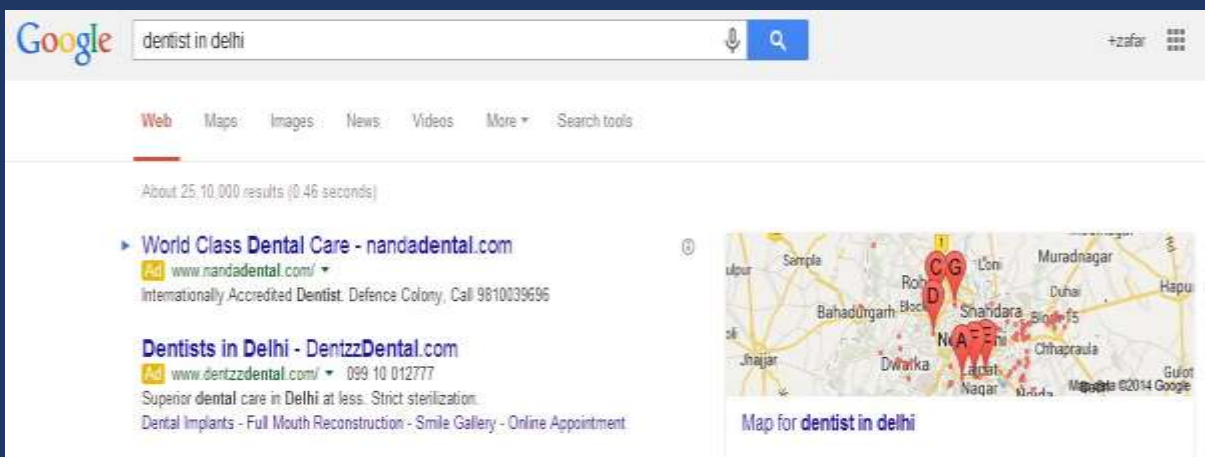 Google dentist in delhi +zafar
Web Maps Images News Videos More Search tools
About 25,10,000 results (0.46 seconds)
World Class Dental Care - nandadental.com
Ad www.nandadental.com/
Internationally Accredited Dentist. Defence Colony, Call 9810039696
Dentists in Delhi - DentzzDental.com
Ad www.dentzzdental.com/ 099 10 012777
Superior dental care in Delhi at less. Strict sterilization.
Dental Implants - Full Mouth Reconstruction - Smile Gallery - Online Appointment
1
Sampla
C G
Loni
Muradnagar
D
Duhai
Bahadurgarh
Shahdara
Jhajjar
Dwarka
A
Chhapraula
Lajpat
Nagar
Noida
©2014 Google
Map for dentist in delhi